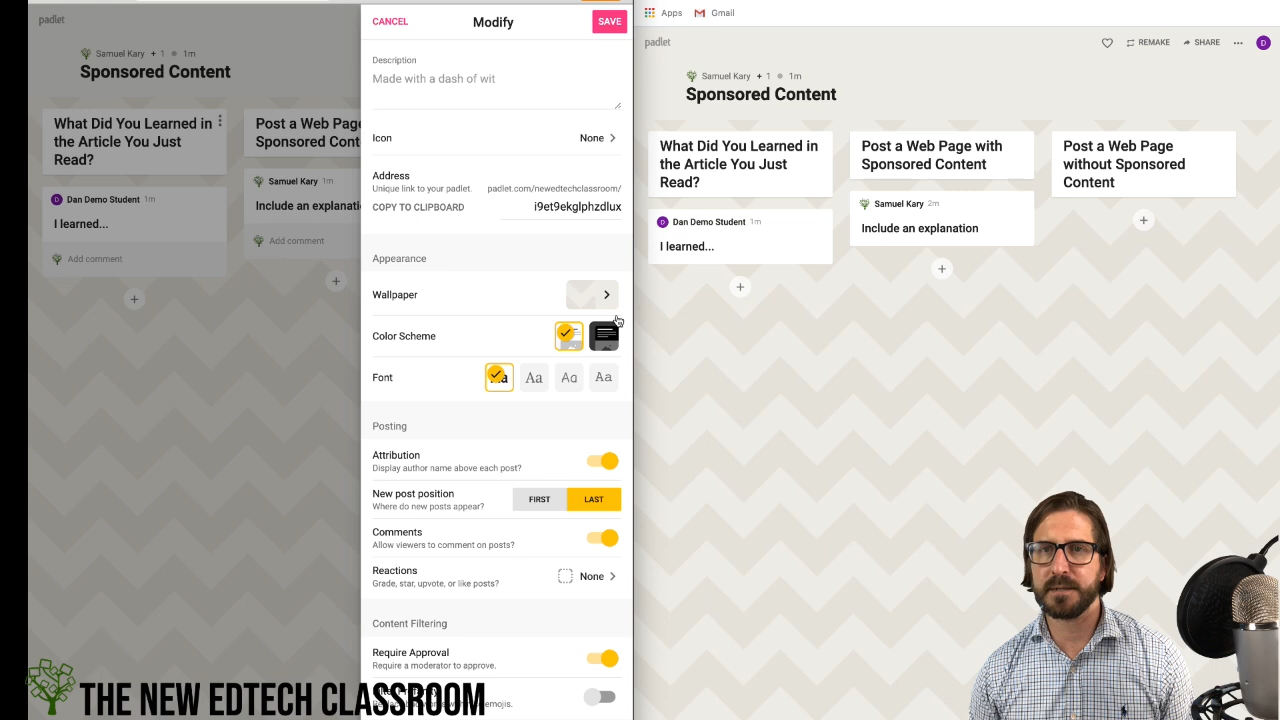 padlet
Samuel Kary + 1 1m
Sponsored Content
What Did You Learned in
the Article You Just
Read?
Dan Demo Student 1m
I learned...
Add comment
Post a Web Page
Sponsored Cont
Samuel Kary 1m
Include an explanati
Add comment
CANCEL
Modify
SAVE
Description
Made with a dash of wit
Icon
None
Address
Unique link to your padlet.
padlet.com/newedtechclassroom/
COPY TO CLIPBOARD
i9et9ekglphzdlux
Appearance
Wallpaper
Color Scheme
Font
Aa Aa Aa
Posting
Attribution
Display author name above each post?
New post position
Where do new posts appear?
FIRST
LAST
Comments
Allow viewers to comment on posts?
Reactions
Grade, star, upvote, or like posts?
None
Content Filtering
Require Approval
Require a moderator to approve.
emojis.
THE NEW EDTECH CLASSROOM
Apps
Gmail
padlet
REMAKE
SHARE
D
Samuel Kary + 1 1m
Sponsored Content
What Did You Learned in
the Article You Just
Read?
D Dan Demo Student 1m
I learned...
Post a Web Page with
Sponsored Content
Samuel Kary 2m
Include an explanation
Post a Web Page
without Sponsored
Content